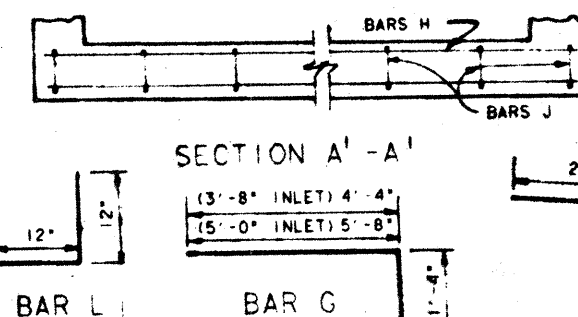 BARS H
BARS J
SECTION A' - A'
2
(3'-8" INLET) 4'-4"
(5'-0" INLET) 5'-8"
12"
12"
1'-4"
BAR L
BAR G